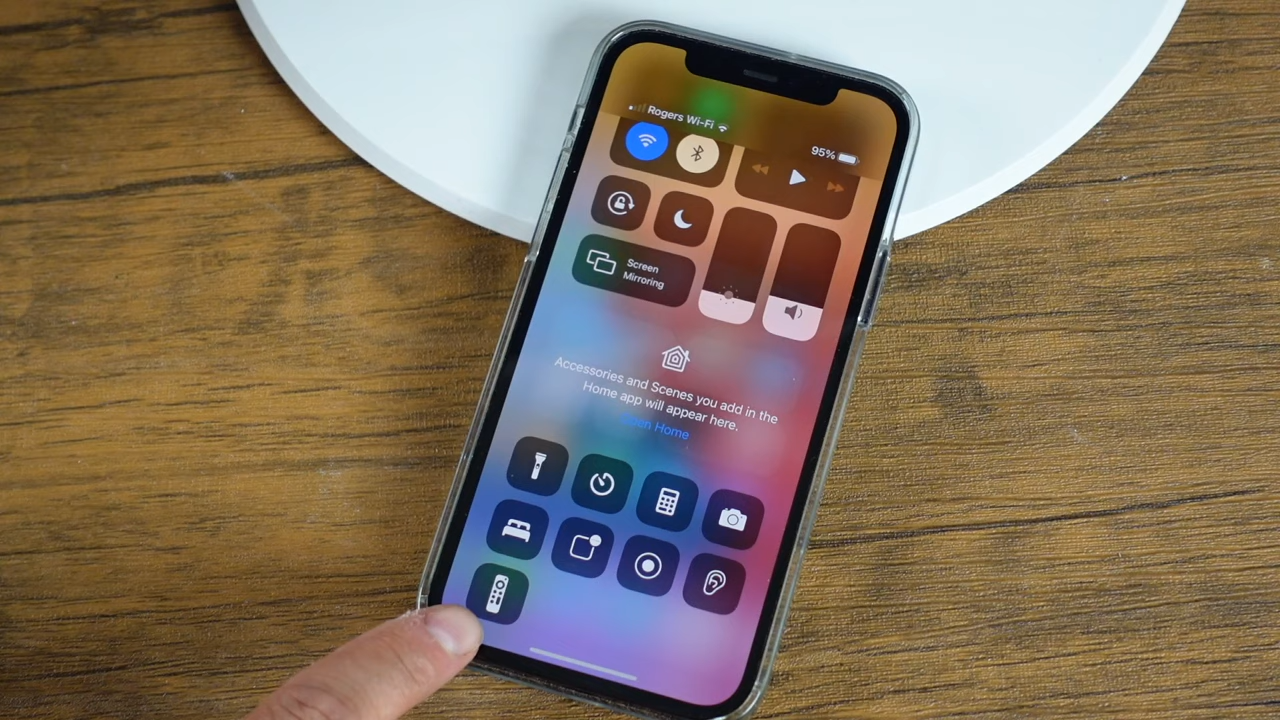 Rogers Wi-Fi
95%
Screen
Mirroring
Accessories and Scenes you add in the
Home app will appear here.
Open Home